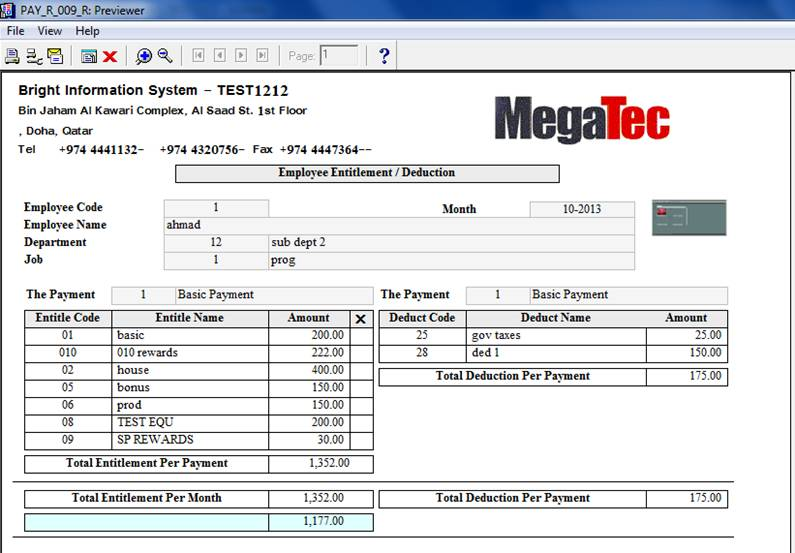 PAY_R_009_R: Previewer
File View Help
Page: 1 ?
Bright Information System – TEST1212
Bin Jaham Al Kawari Complex, Al Saad St. 1st Floor
, Doha, Qatar
Tel +974 4441132- +974 4320756- Fax +974 4447364--
MegaTec
Employee Entitlement / Deduction
Employee Code 1 Month 10-2013
Employee Name ahmad
Department 12 sub dept 2
Job 1 prog
The Payment 1 Basic Payment The Payment 1 Basic Payment
Entitle Code Entitle Name Amount X Deduct Code Deduct Name Amount
01 basic 200.00 25 gov taxes 25.00
010 010 rewards 222.00 28 ded 1 150.00
02 house 400.00 Total Deduction Per Payment 175.00
05 bonus 150.00
06 prod 150.00
08 TEST EQU 200.00
09 SP REWARDS 30.00
Total Entitlement Per Payment 1,352.00
Total Entitlement Per Month 1,352.00 Total Deduction Per Payment 175.00
1,177.00